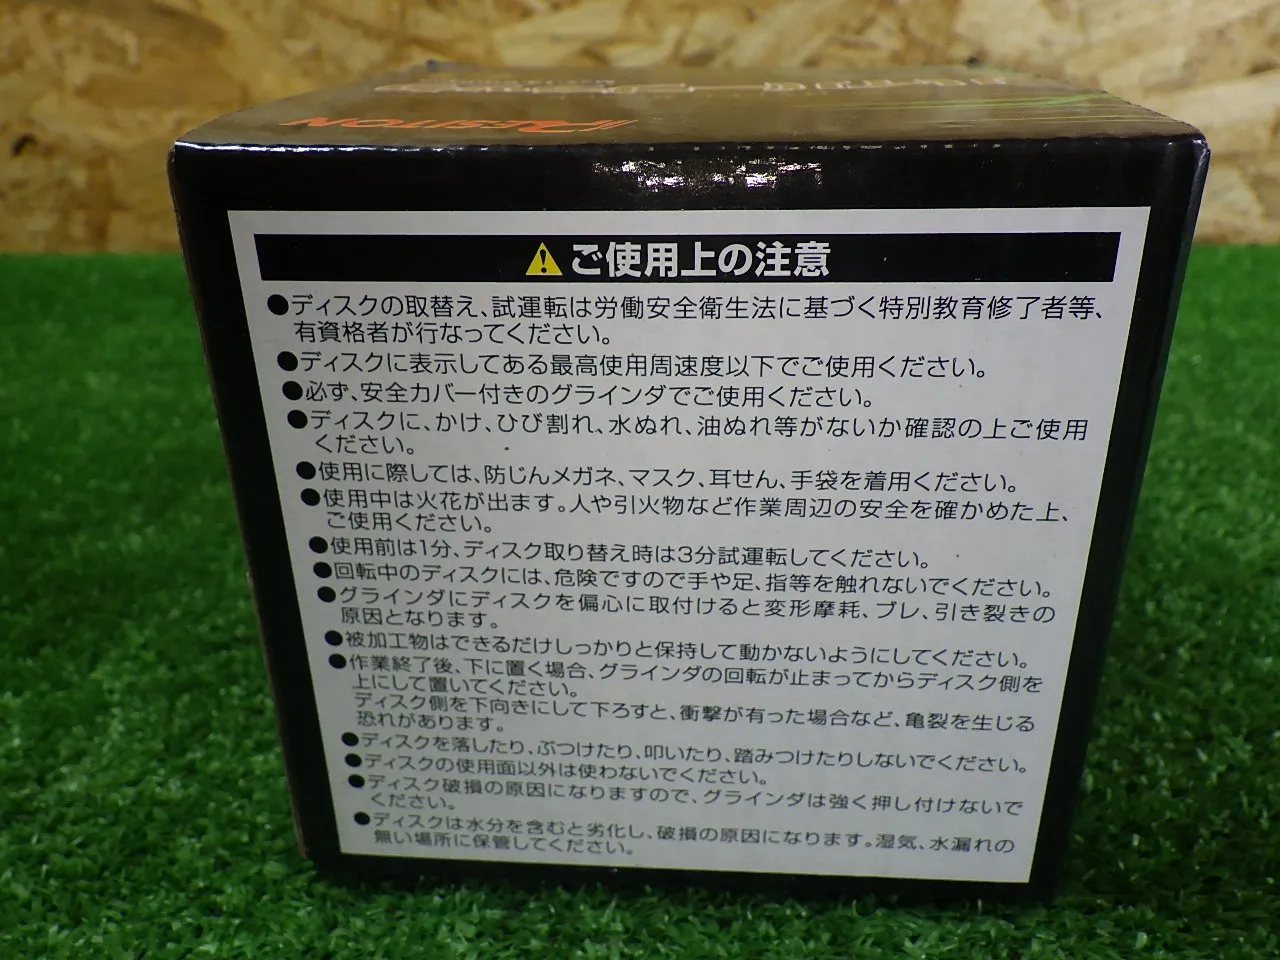 RESITON
ご使用上の注意
●ディスクの取替え、試運転は労働安全衛生法に基づく特別教育修了者等、
有資格者が行なってください。
●ディスクに表示してある最高使用周速度以下でご使用ください。
●必ず、安全カバー付きのグラインダでご使用ください。
●ディスクに、かけ、ひび割れ、水ぬれ、油ぬれ等がないか確認の上ご使用
ください。
●使用に際しては、防じんメガネ、マスク、耳せん、手袋を着用ください。
●使用中は火花が出ます。人や引火物など作業周辺の安全を確かめた上、
ご使用ください。
●使用前は1分、ディスク取り替え時は3分試運転してください。
●回転中のディスクには、危険ですので手や足、指等を触れないでください。
●グラインダにディスクを偏心に取付けると変形摩耗、ブレ、引き裂きの
原因となります。
●被加工物はできるだけしっかりと保持して動かないようにしてください。
●作業終了後、下に置く場合、グラインダの回転が止まってからディスク側を
上にして置いてください。
ディスク側を下向きにして下ろすと、衝撃が有った場合など、亀裂を生じる
恐れがあります。
●ディスクを落したり、ぶつけたり、叩いたり、踏みつけたりしないでください。
●ディスクの使用面以外は使わないでください。
●ディスク破損の原因になりますので、グラインダは強く押し付けないで
ください。
●ディスクは水分を含むと劣化し、破損の原因になります。湿気、水漏れの
無い場所に保管してください。